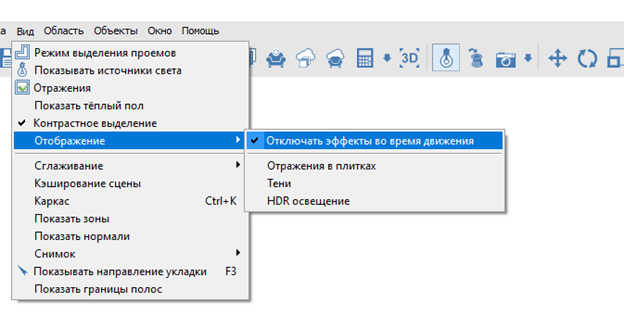 а Вид Область Объекты Окно Помощь
3D
Режим выделения проемов
Показывать источники света
Отражения
Показать тёплый пол
Контрастное выделение
Отображение
Отключать эффекты во время движения
Отражения в плитках
Тени
HDR освещение
Сглаживание
Кэширование сцены
Каркас Ctrl+K
Показать зоны
Показать нормали
Снимок
Показывать направление укладки F3
Показать границы полос